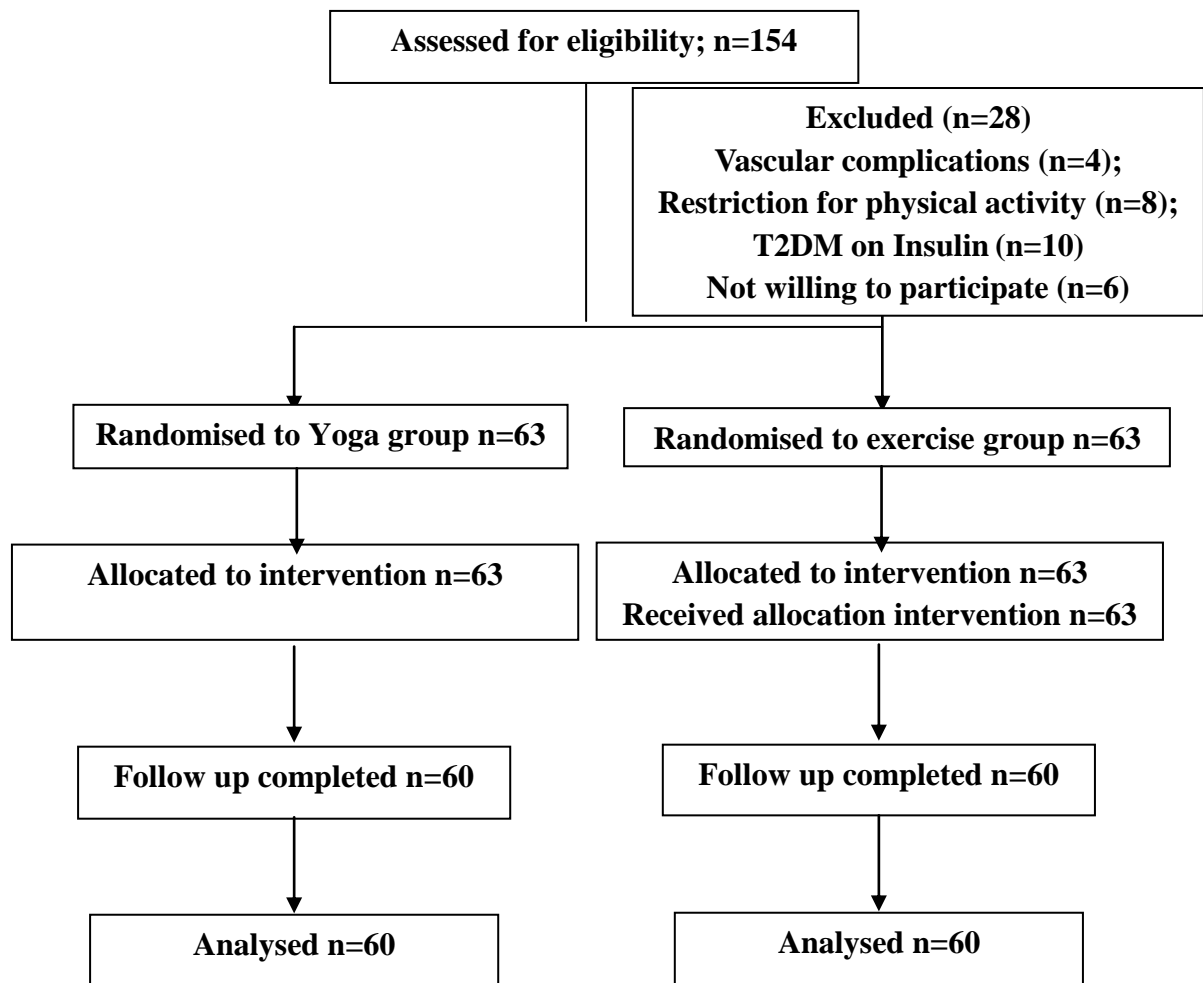 Assessed for eligibility; n=154
Excluded (n=28)
Vascular complications (n=4);
Restriction for physical activity (n=8);
T2DM on Insulin (n=10)
Not willing to participate (n=6)
Randomised to Yoga group n=63
Randomised to exercise group n=63
Allocated to intervention n=63
Allocated to intervention n=63
Received allocation intervention n=63
Follow up completed n=60
Follow up completed n=60
Analysed n=60
Analysed n=60